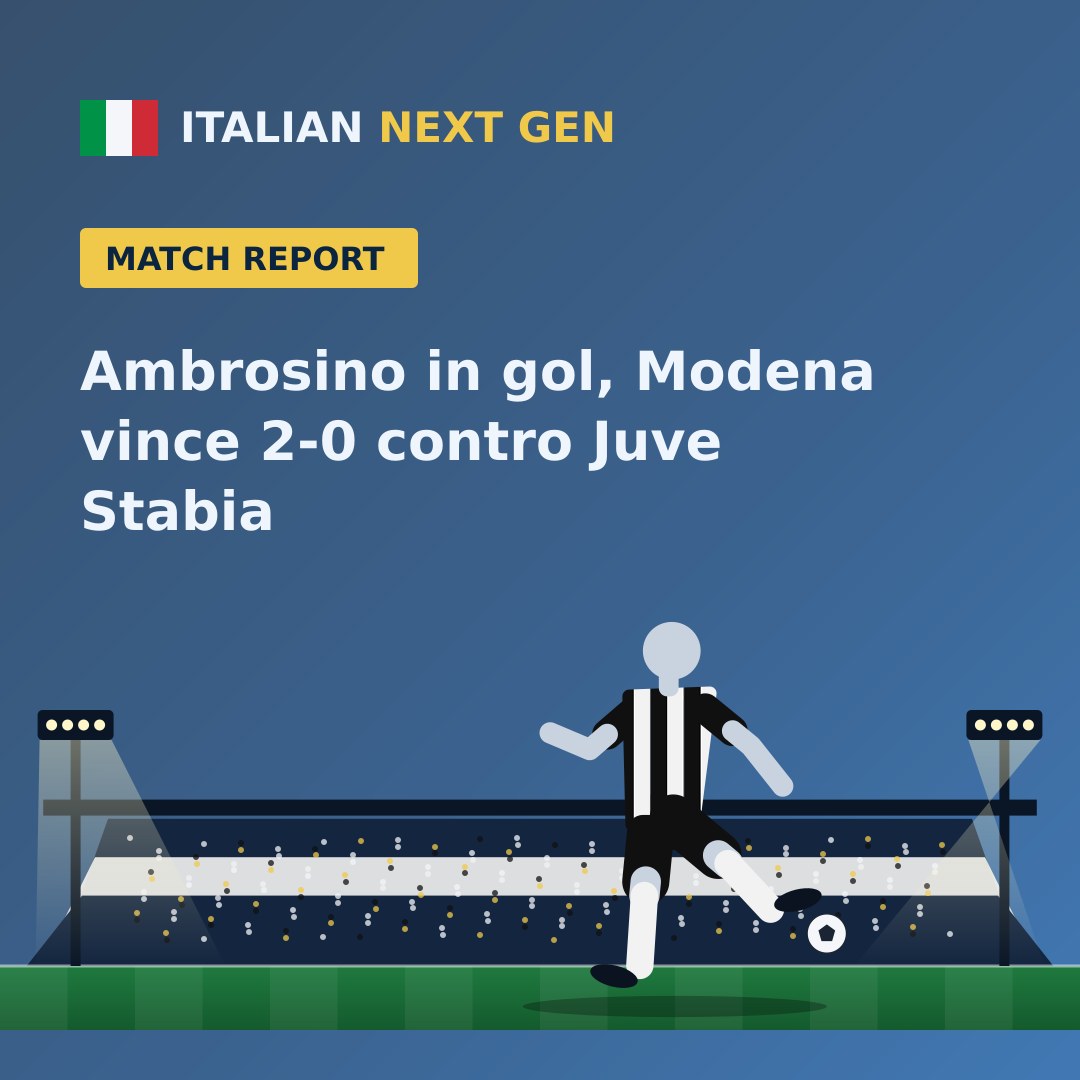 ITALIAN NEXT GEN
MATCH REPORT
Ambrosino in gol, Modena
vince 2-0 contro Juve
Stabia